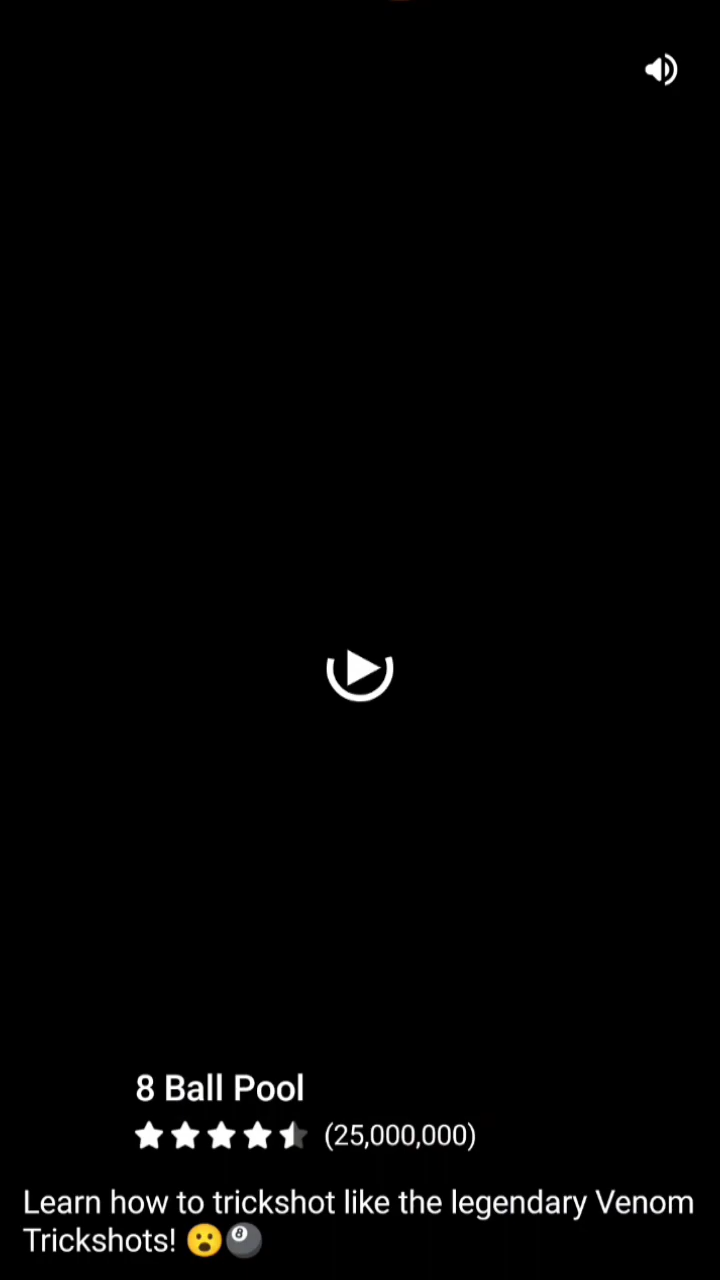 8 Ball Pool
(25,000,000)
Learn how to trickshot like the legendary Venom
Trickshots! 😮🎱